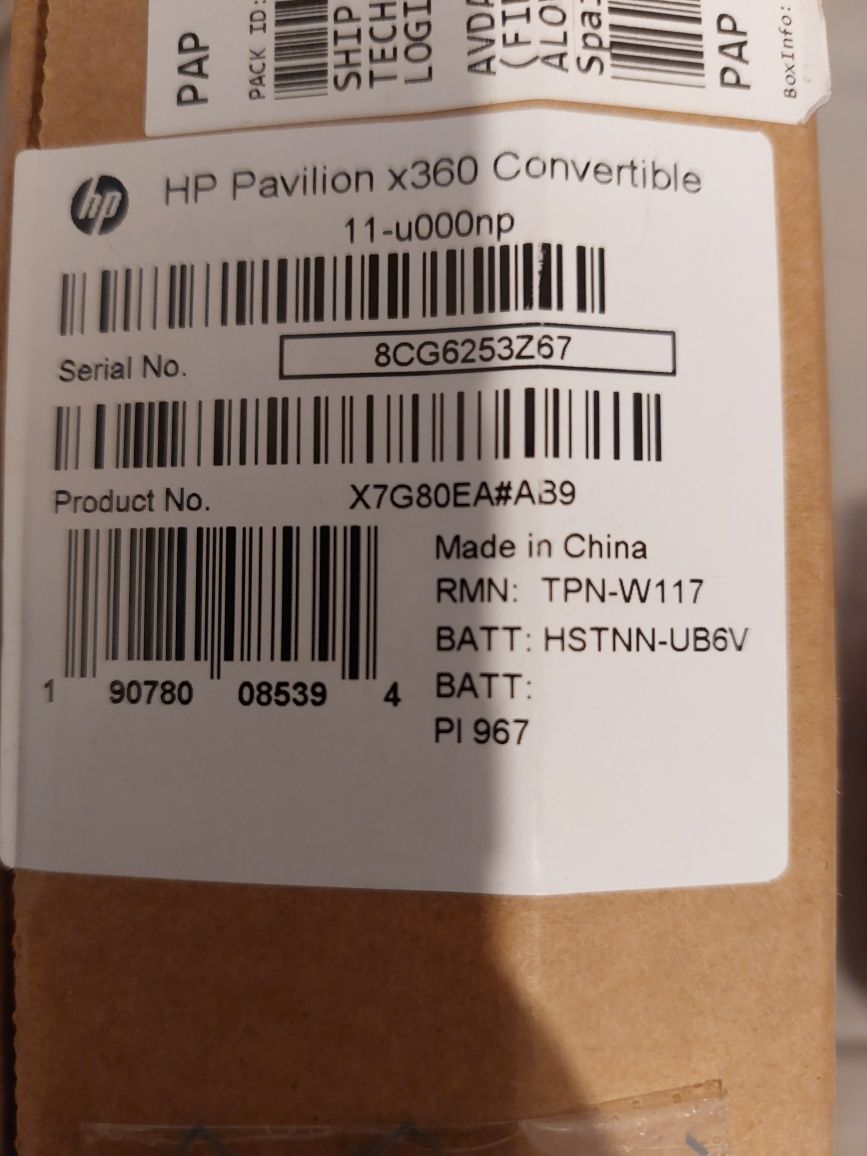 PAP
PACK ID:
SHIP
TECH
LOGI
AVDA
(FI
ALO
Spa
PAP
BoxInfo:
hp
HP Pavilion x360 Convertible
11-u000np
Serial No. 8CG6253Z67
Product No. X7G80EA#AB9
Made in China
RMN: TPN-W117
BATT: HSTNN-UB6V
BATT:
PI 967
1 90780 08539 4